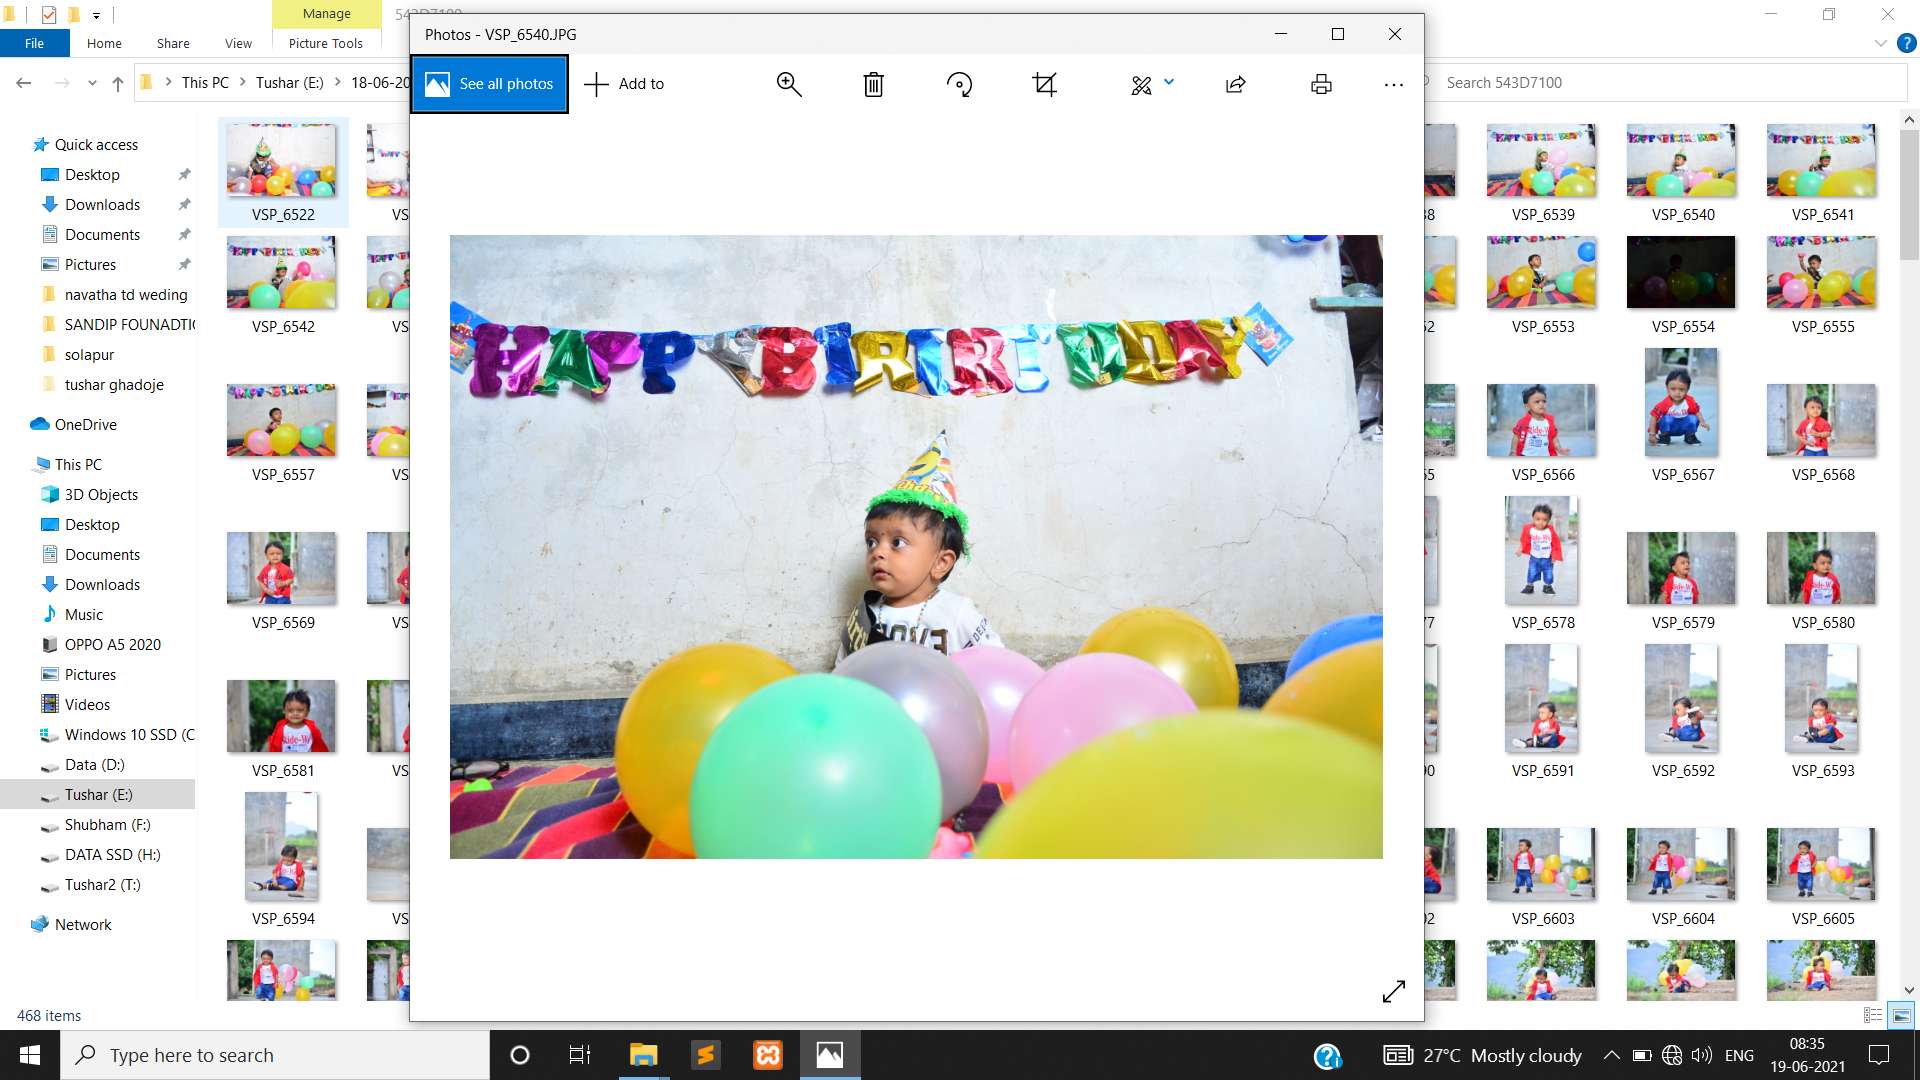 Manage
543D7100
File
Home
Share
View
Picture Tools
This PC
Tushar (E:)
Search 543D7100
Photos - VSP_6540.JPG
See all photos
Add to
Quick access
Desktop
Downloads
Documents
Pictures
navatha td weding
SANDIP FOUNADTI
solapur
tushar ghadoje
OneDrive
This PC
3D Objects
Desktop
Documents
Downloads
Music
OPPO A5 2020
Pictures
Videos
Windows 10 SSD (C
Data (D:)
Tushar (E:)
Shubham (F:)
DATA SSD (H:)
Tushar2 (T:)
Network
HAPPY BIRTHDAY
VSP_6522
VSP_6539
VSP_6540
VSP_6541
VSP_6542
VSP_6553
VSP_6554
VSP_6555
VSP_6557
VSP_6566
VSP_6567
VSP_6568
VSP_6569
VSP_6578
VSP_6579
VSP_6580
VSP_6581
VSP_6591
VSP_6592
VSP_6593
VSP_6594
VSP_6603
VSP_6604
VSP_6605
468 items
Type here to search
27°C Mostly cloudy
ENG
08:35
19-06-2021